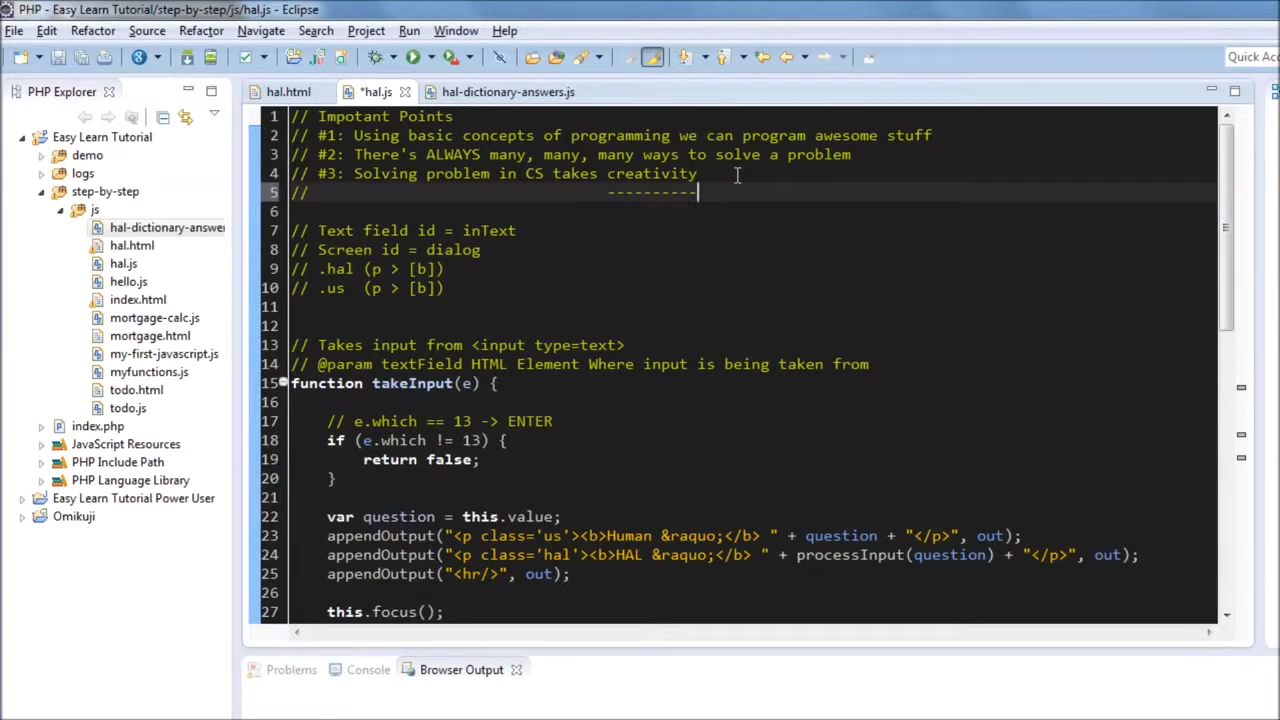 PHP - Easy Learn Tutorial/step-by-step/js/hal.js - Eclipse
File Edit Refactor Source Refactor Navigate Search Project Run Window Help
Quick Ac
PHP Explorer
hal.html *hal.js hal-dictionary-answers.js
Easy Learn Tutorial
demo
logs
step-by-step
js
hal-dictionary-answe
hal.html
hal.js
hello.js
index.html
mortgage-calc.js
mortgage.html
my-first-javascript.js
myfunctions.js
todo.html
todo.js
index.php
JavaScript Resources
PHP Include Path
PHP Language Library
Easy Learn Tutorial Power User
Omikuji
1 // Impotant Points
2 // #1: Using basic concepts of programming we can program awesome stuff
3 // #2: There's ALWAYS many, many, many ways to solve a problem
4 // #3: Solving problem in CS takes creativity
5 // ----------
6
7 // Text field id = inText
8 // Screen id = dialog
9 // .hal (p > [b])
10 // .us  (p > [b])
11
12
13 // Takes input from <input type=text>
14 // @param textField HTML Element Where input is being taken from
15 function takeInput(e) {
16
17 // e.which == 13 -> ENTER
18 if (e.which != 13) {
19 return false;
20 }
21
22 var question = this.value;
23 appendOutput("<p class='us'><b>Human &raquo;</b> " + question + "</p>", out);
24 appendOutput("<p class='hal'><b>HAL &raquo;</b> " + processInput(question) + "</p>", out);
25 appendOutput("<hr/>", out);
26
27 this.focus();
Problems Console Browser Output